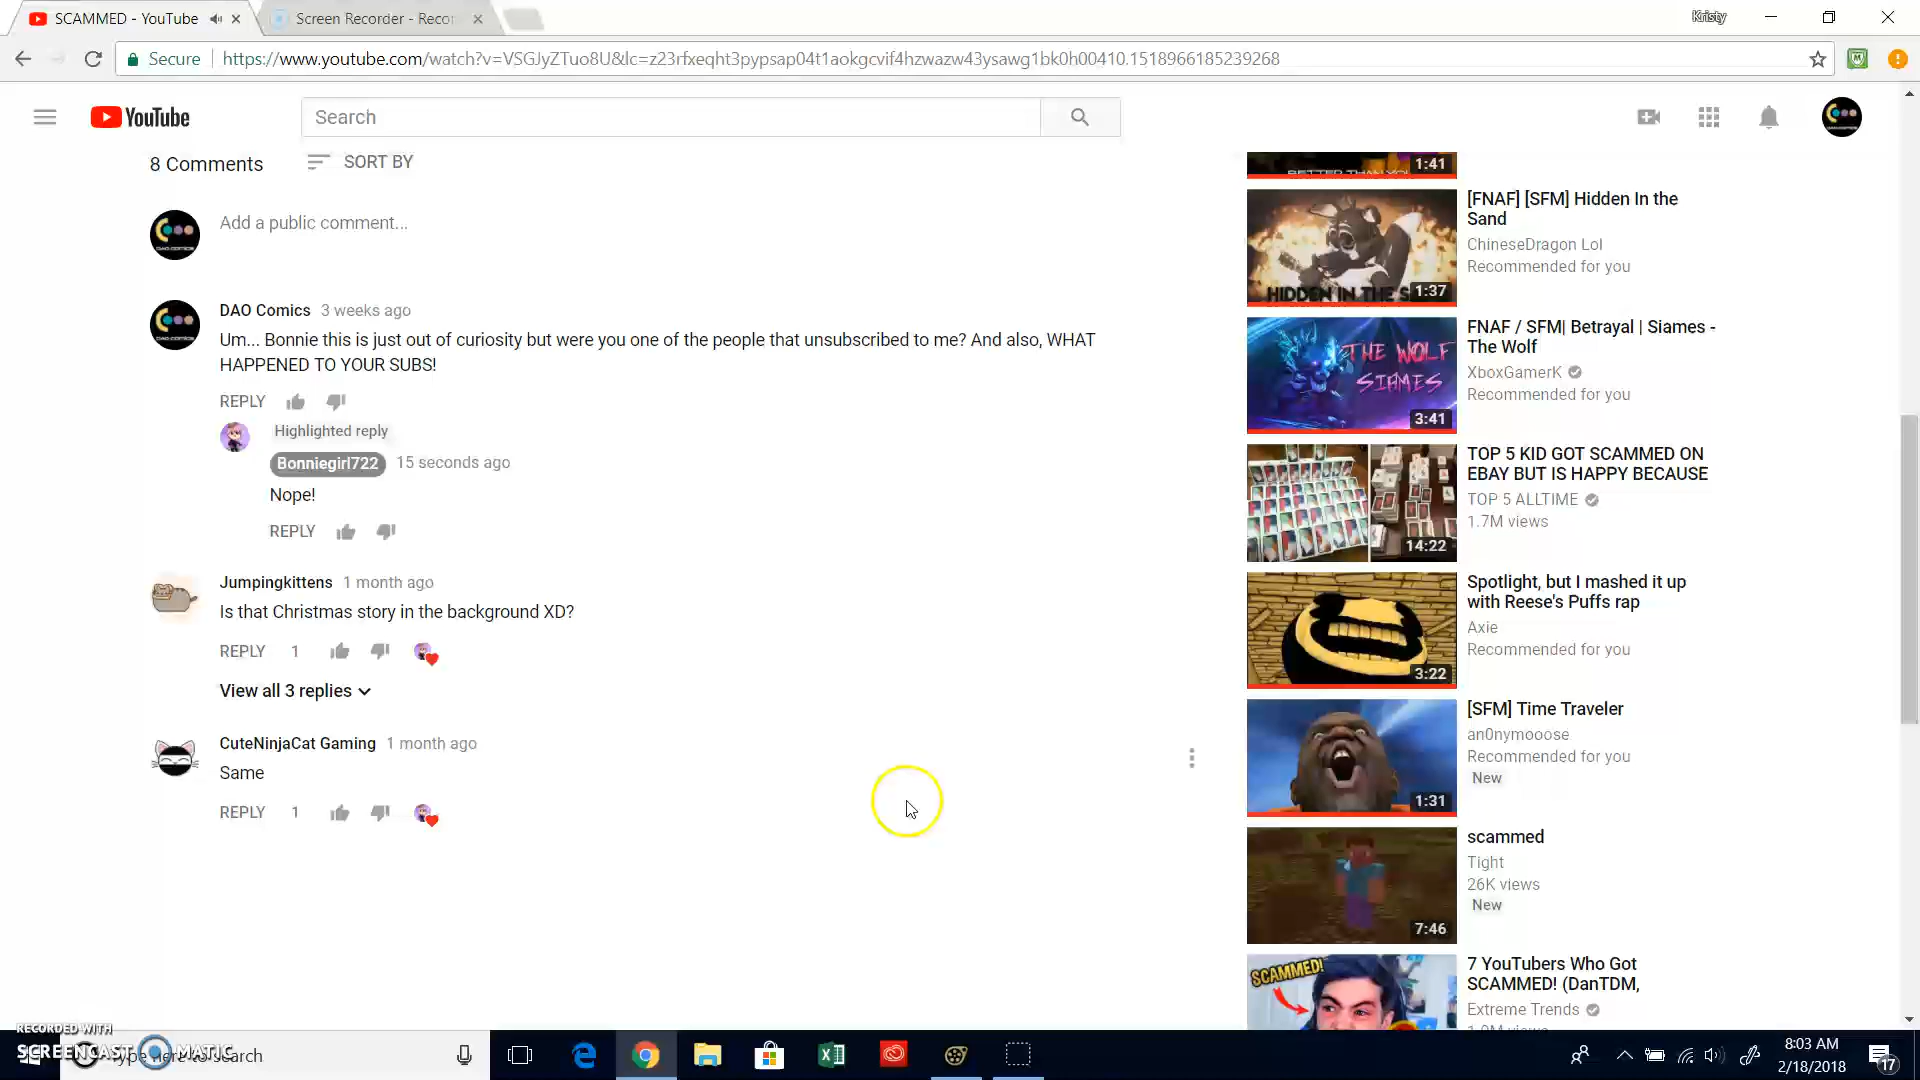 SCAMMED - YouTube
Screen Recorder - Reco
Kristy
Secure
https://www.youtube.com/watch?v=VSGJyZTuo8U&lc=z23rfxeqht3pypsap04t1aokgcvif4hzwazw43ysawg1bk0h00410.1518966185239268
YouTube
Search
8 Comments
SORT BY
Add a public comment...
DAO Comics 3 weeks ago
Um... Bonnie this is just out of curiosity but were you one of the people that unsubscribed to me? And also, WHAT
HAPPENED TO YOUR SUBS!
REPLY
Highlighted reply
Bonniegirl722 15 seconds ago
Nope!
REPLY
Jumpingkittens 1 month ago
Is that Christmas story in the background XD?
REPLY 1
View all 3 replies
CuteNinjaCat Gaming 1 month ago
Same
REPLY 1
BETTER THAN YOU
1:41
[FNAF] [SFM] Hidden In the
Sand
ChineseDragon Lol
Recommended for you
HIDDEN IN THE S
1:37
FNAF / SFM| Betrayal | Siames -
The Wolf
XboxGamerK
Recommended for you
THE WOLF
SIAMES
3:41
TOP 5 KID GOT SCAMMED ON
EBAY BUT IS HAPPY BECAUSE
TOP 5 ALLTIME
1.7M views
14:22
Spotlight, but I mashed it up
with Reese's Puffs rap
Axie
Recommended for you
3:22
[SFM] Time Traveler
an0nymooose
Recommended for you
New
1:31
scammed
Tight
26K views
New
7:46
7 YouTubers Who Got
SCAMMED! (DanTDM,
Extreme Trends
SCAMMED!
RECORDED WITH
SCREENCAST MATIC
Type here to search
8:03 AM
2/18/2018
17